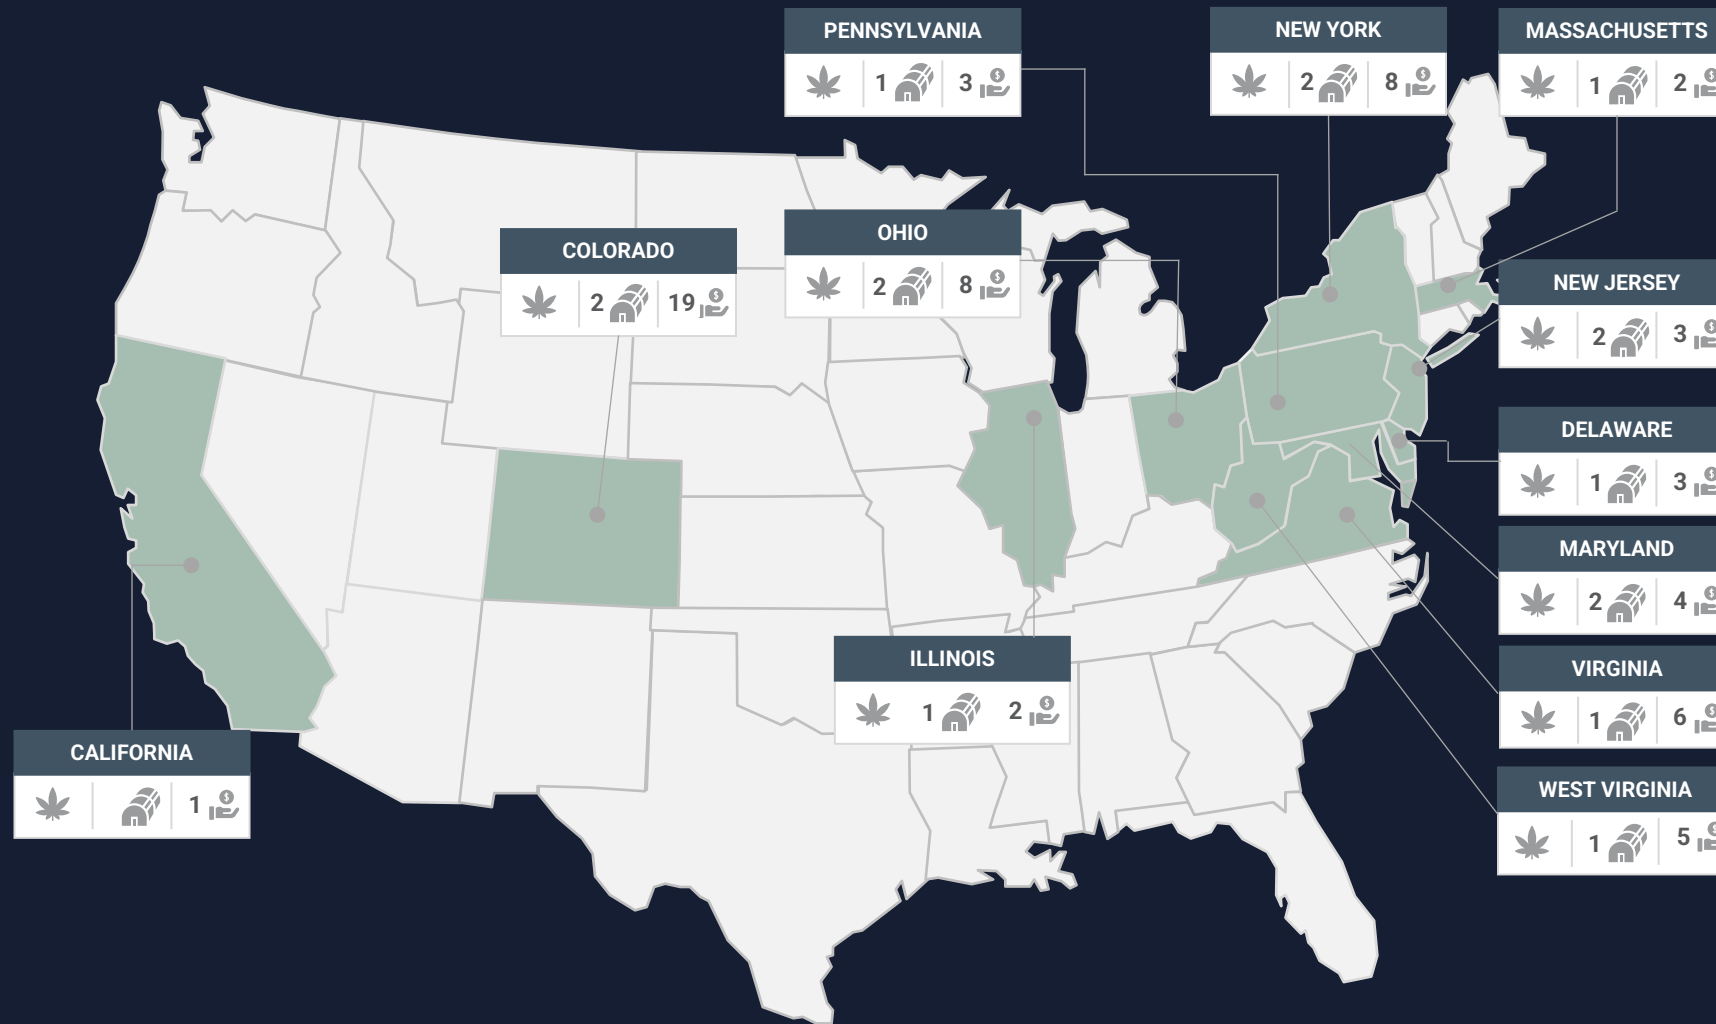 PENNSYLVANIA
1 3
NEW YORK
2 8
MASSACHUSETTS
1 2
COLORADO
2 19
OHIO
2 8
NEW JERSEY
2 3
DELAWARE
1 3
MARYLAND
2 4
ILLINOIS
1 2
VIRGINIA
1 6
CALIFORNIA
1
WEST VIRGINIA
1 5